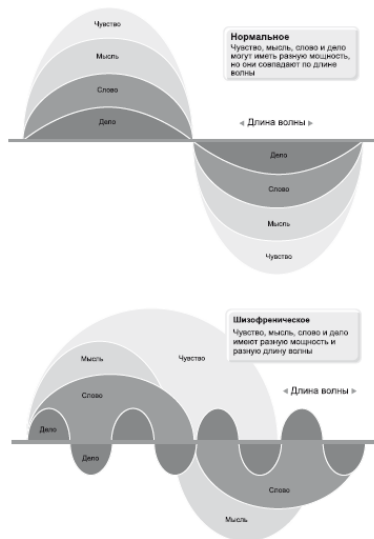 Чувство
Мысль
Слово
Дело
Нормальное
Чувство, мысль, слово и дело
могут иметь разную мощность,
но они совпадают по длине
волны
Длина волны
Дело
Слово
Мысль
Чувство
Шизофреническое
Чувство, мысль, слово и дело
имеют разную мощность и
разную длину волны
Мысль
Чувство
Слово
Длина волны
Дело
Дело
Слово
Мысль